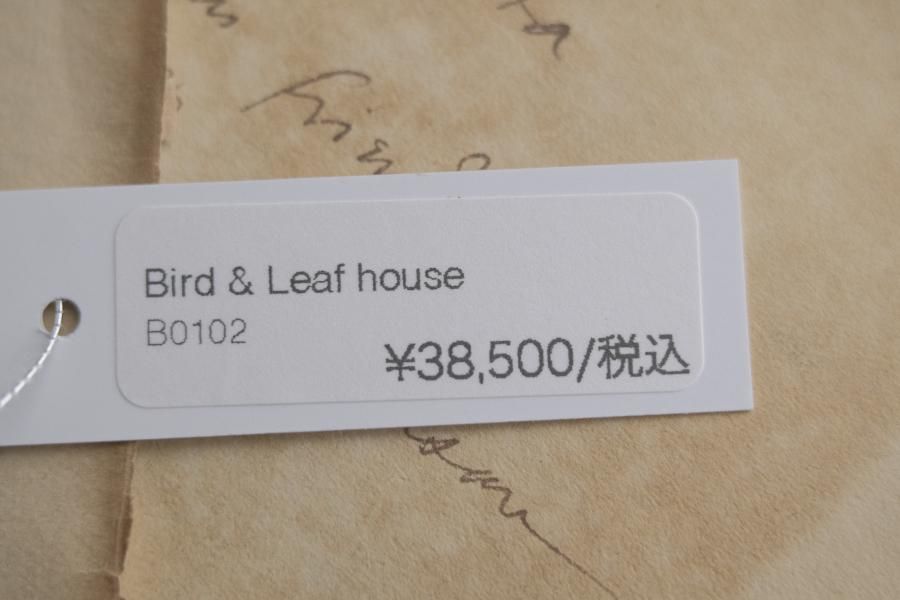 Bird & Leaf house
B0102
¥38,500/税込